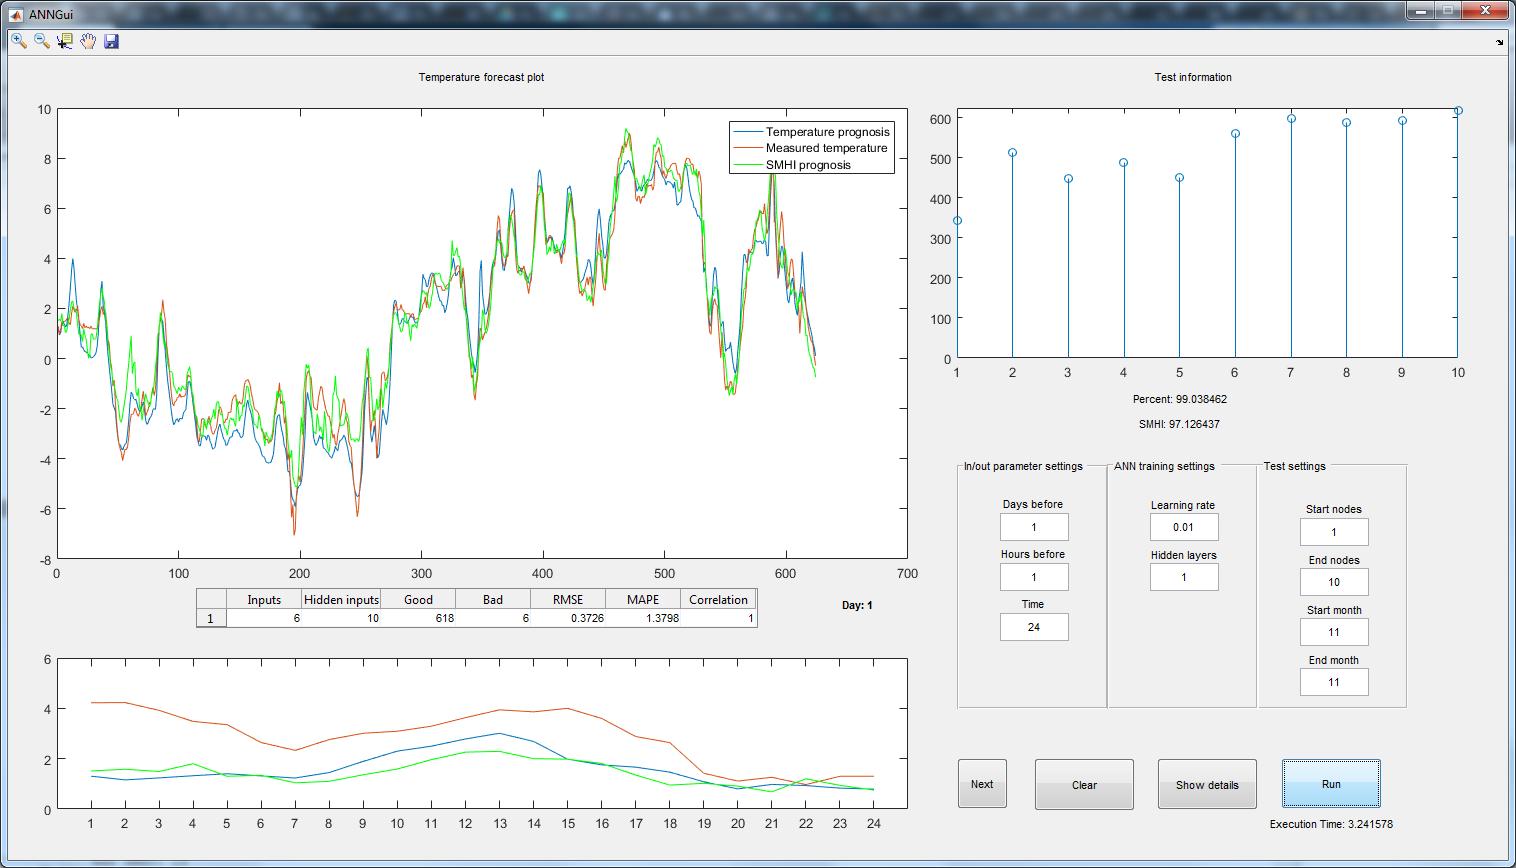 ANNGui
Temperature forecast plot
10
8
6
4
2
0
-2
-4
-6
-8
0 100 200 300 400 500 600 700
Temperature prognosis
Measured temperature
SMHI prognosis
Inputs Hidden inputs Good Bad RMSE MAPE Correlation
1 6 10 618 6 0.3726 1.3798 1
Day: 1
6
4
2
0
1 2 3 4 5 6 7 8 9 10 11 12 13 14 15 16 17 18 19 20 21 22 23 24
Test information
600
500
400
300
200
100
0
1 2 3 4 5 6 7 8 9 10
Percent: 99.038462
SMHI: 97.126437
In/out parameter settings
Days before
1
Hours before
1
Time
24
ANN training settings
Learning rate
0.01
Hidden layers
1
Test settings
Start nodes
1
End nodes
10
Start month
11
End month
11
Next
Clear
Show details
Run
Execution Time: 3.241578